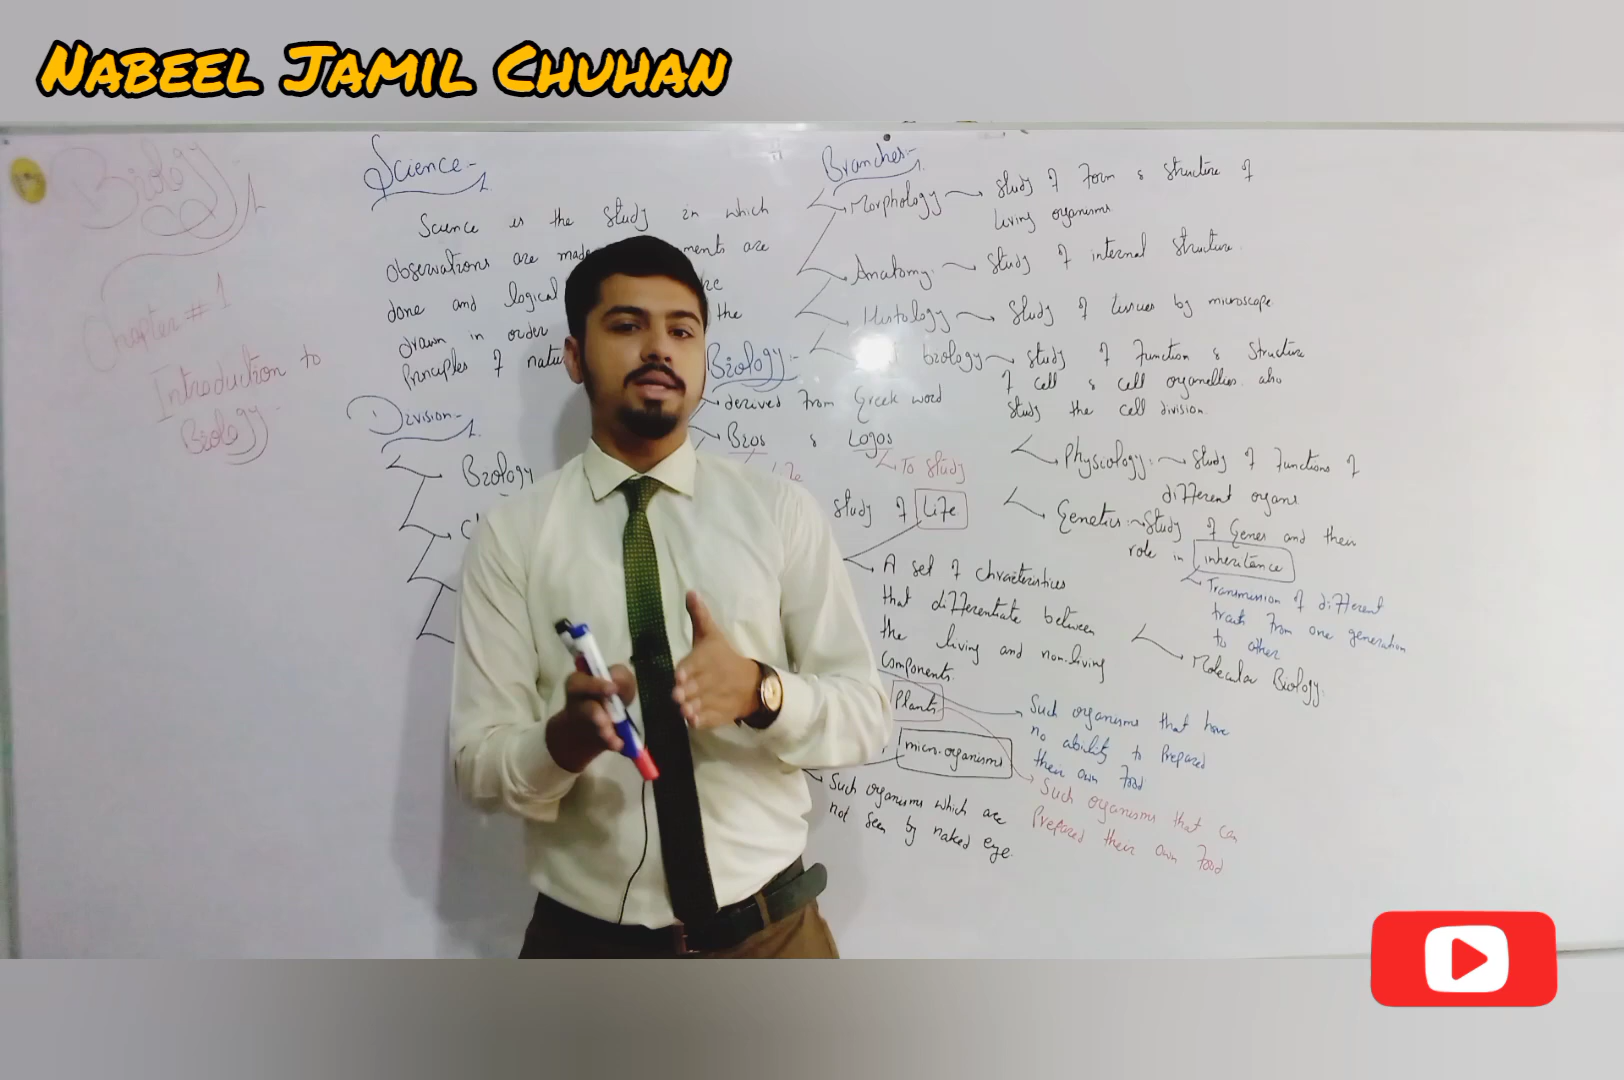 NABEEL JAMIL CHUHAN
Biology
Chapter # 1
Introduction to
Biology
Science:-
Science is the study in which
observations are made ments are
done and logical
drawn in order the
Principles of natu
Division:-
Biology
Biology:-
derived from Greek word
Bios & Logos
To study
study of Life
A set of chracteristics
that differentiate between
the living and non-living
components.
Plants
micro-organisms
Such organisms which are
not seen by naked eye.
Such organisms that have
no ability to Prepared
their own food
Such organisms that can
Prepared their own food
Branches:-
Morphology study of form & structure of
living organisms
Anatomy. study of internal structure.
Histology study of tissues by microscope
biology study of Function & Structure
of cell & cell organellies. also
study the cell division.
Physiology: study of Functions of
different organs
Genetics: study of Genes and their
role in inheritence
Transmission of different
traits from one generation
to other
Molecular Biology.